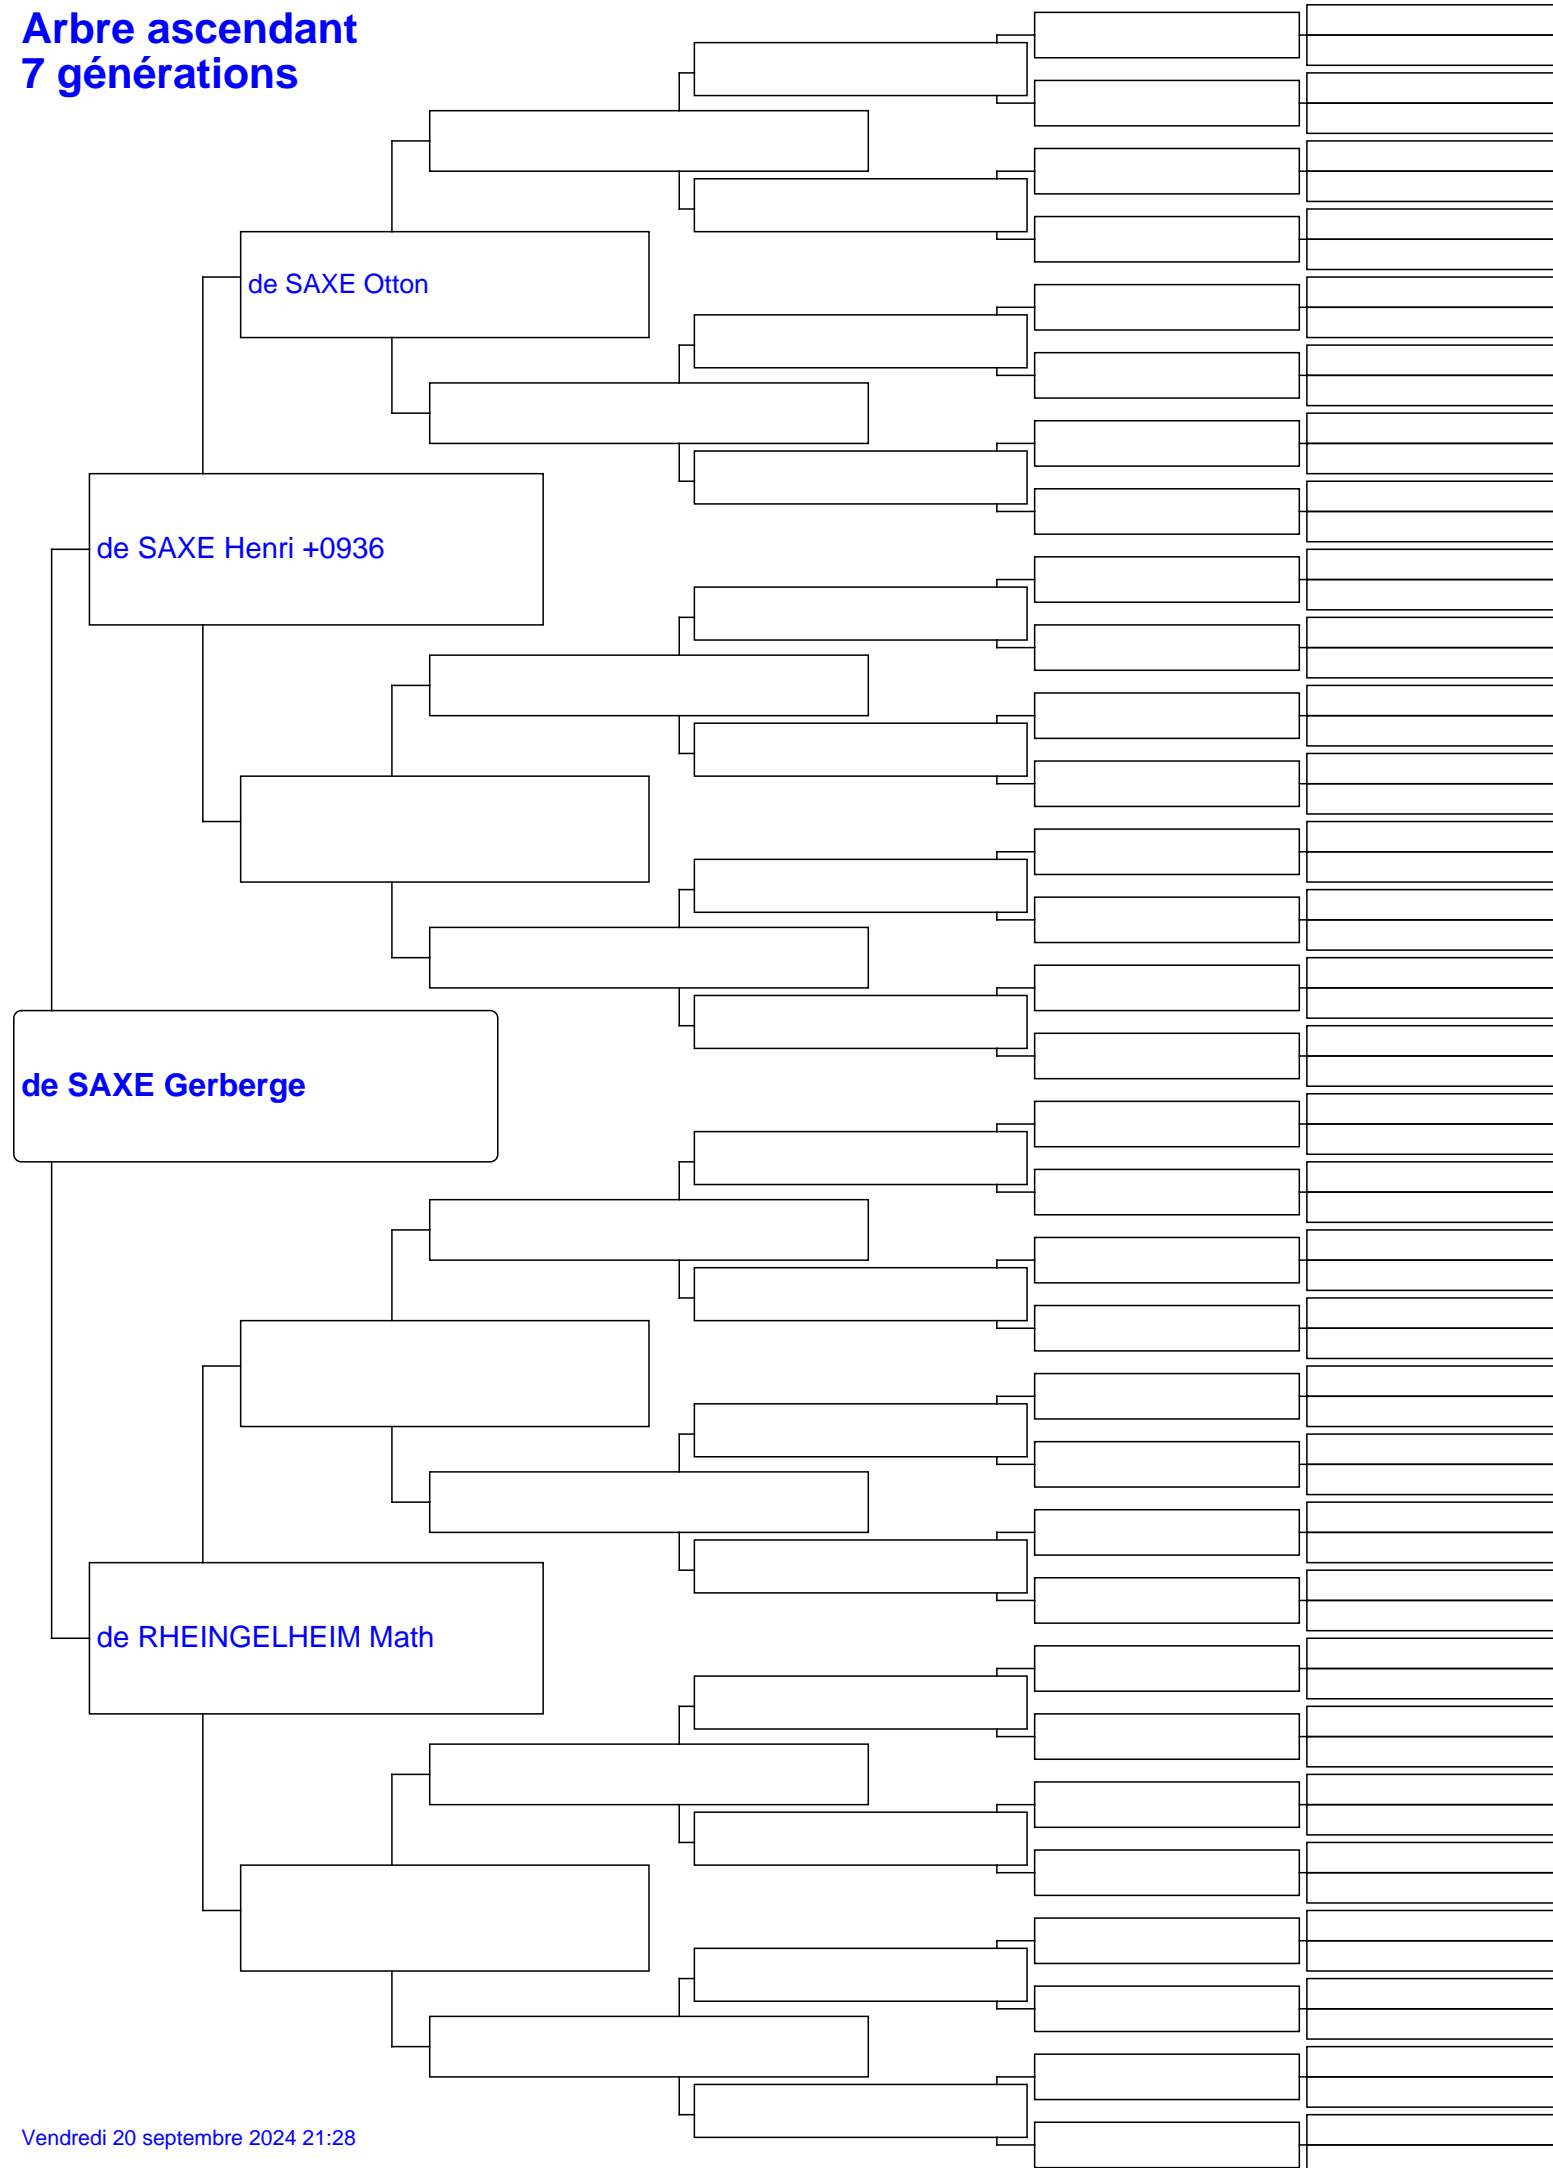 Arbre ascendant
7 générations
de SAXE Otton
de SAXE Henri +0936
de SAXE Gerberge
de RHEINGELHEIM Math
Vendredi 20 septembre 2024 21:28